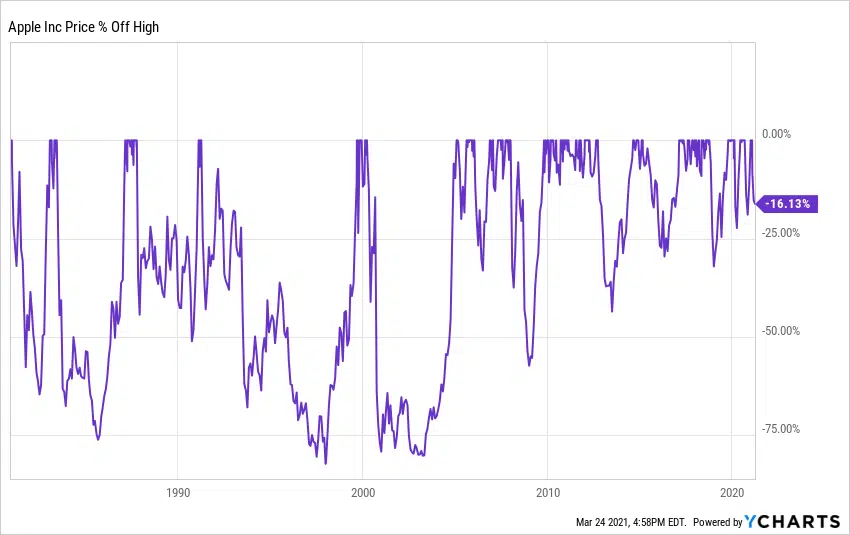 Apple Inc Price % Off High
0.00%
-16.13%
-25.00%
-50.00%
-75.00%
1990 2000 2010 2020
Mar 24 2021, 4:58PM EDT. Powered by YCHARTS